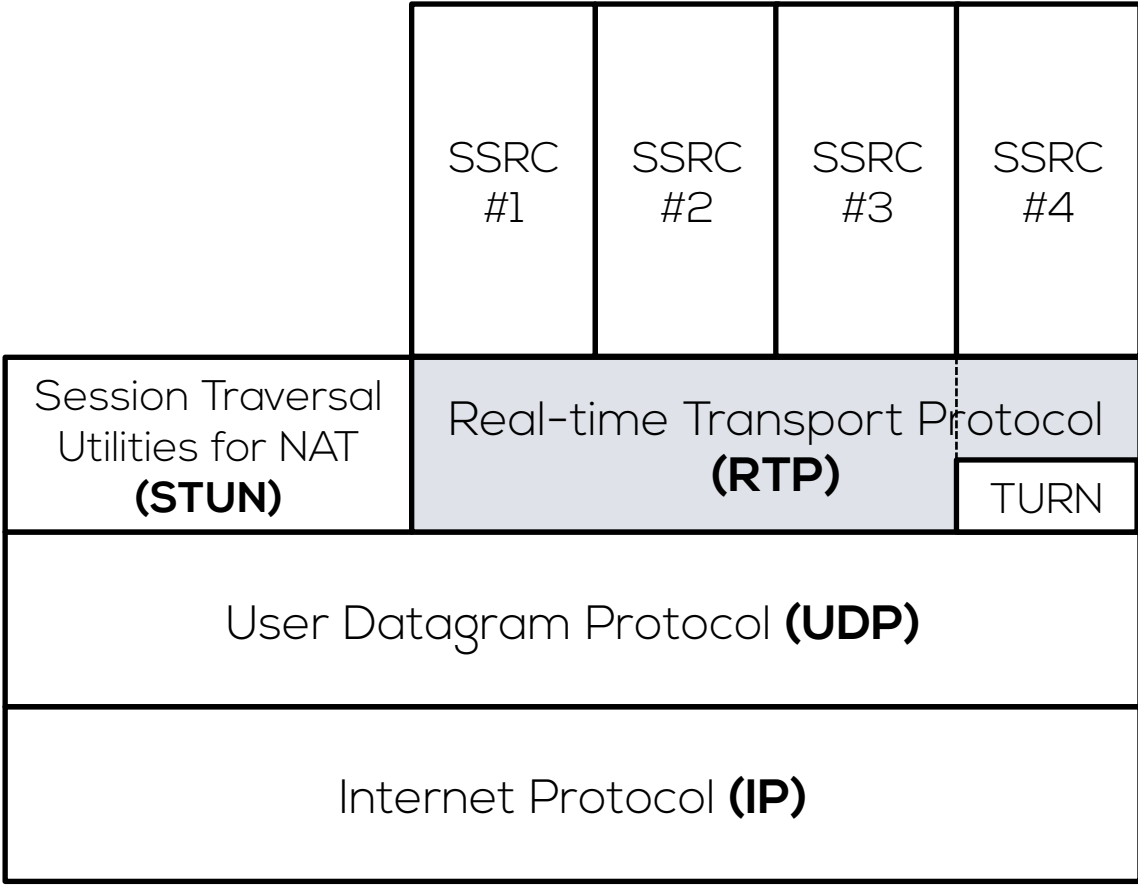 SSRC
#1
SSRC
#2
SSRC
#3
SSRC
#4
Session Traversal
Utilities for NAT
(STUN)
Real-time Transport Protocol
(RTP)
TURN
User Datagram Protocol (UDP)
Internet Protocol (IP)